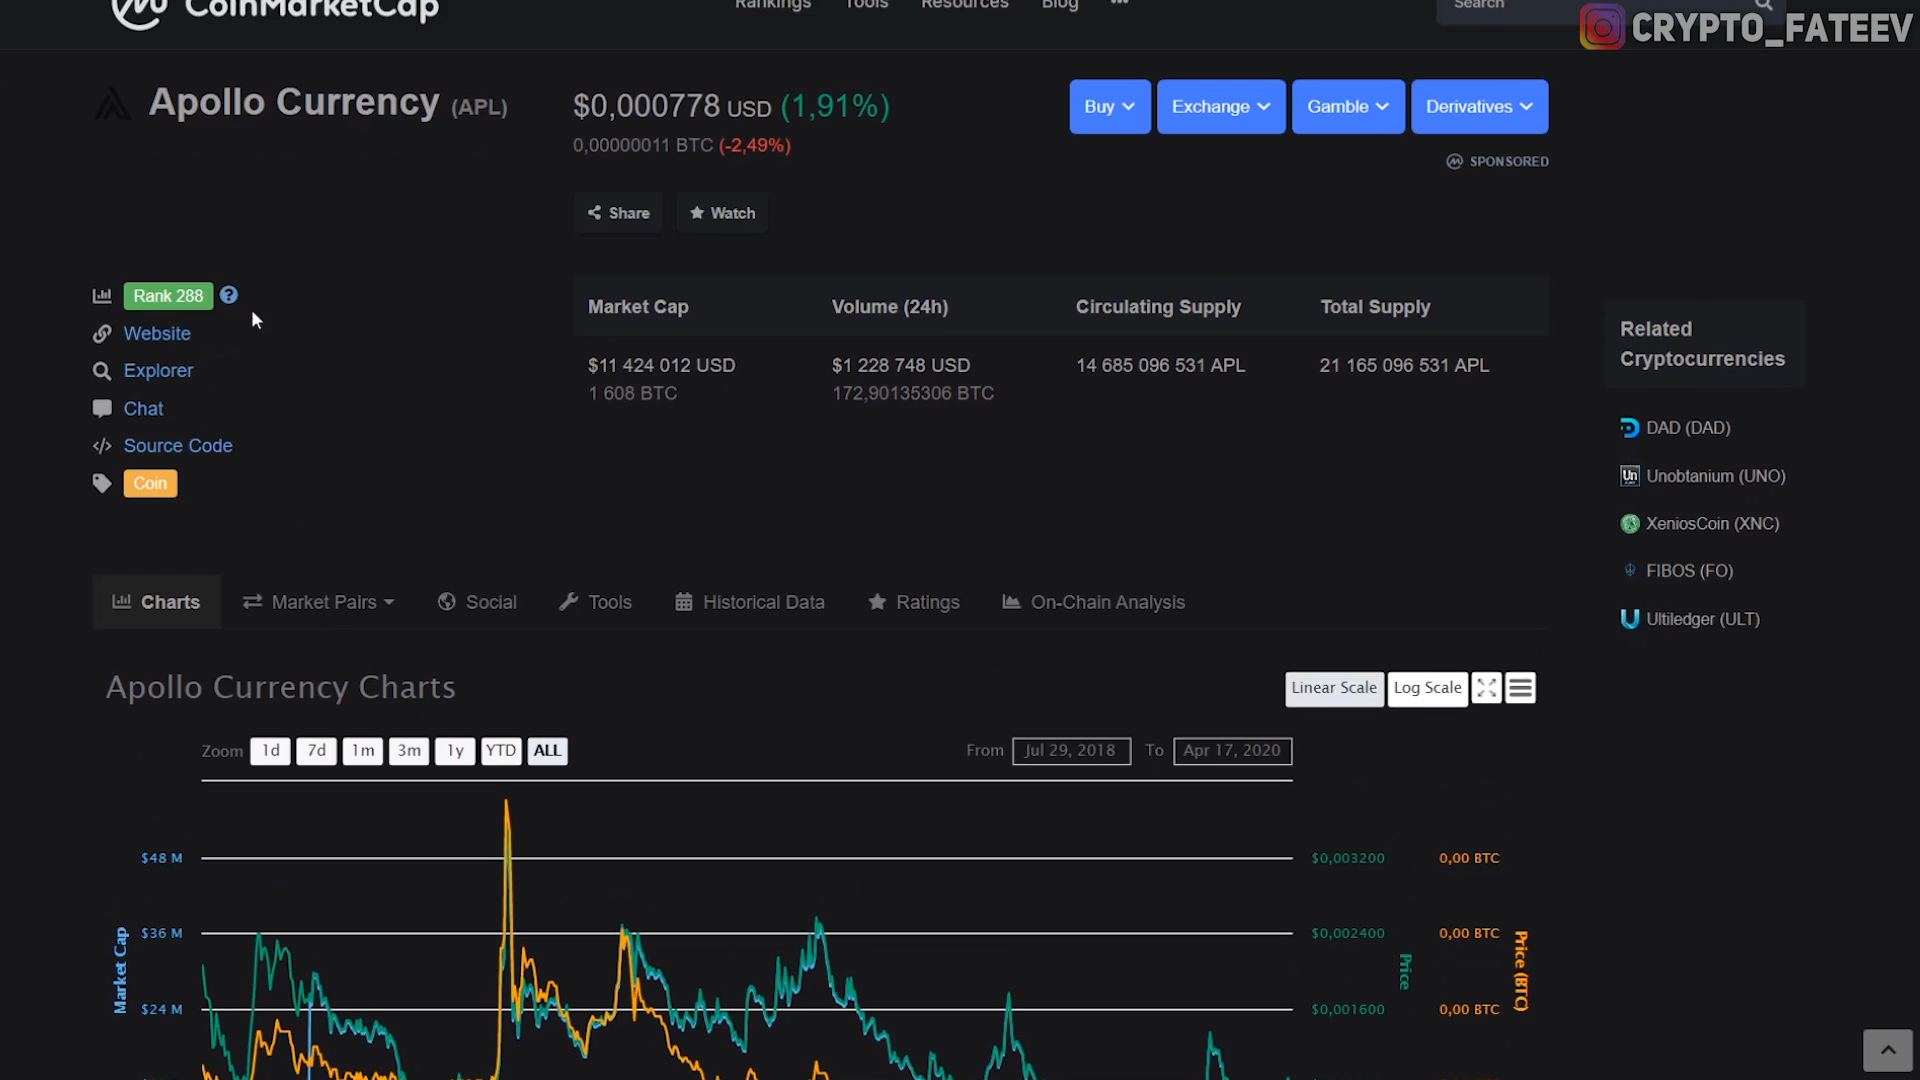 CoinMarketCap
Rankings Tools Resources Blog
Search
CRYPTO_FATEEV
Apollo Currency (APL)
$0,000778 USD (1,91%)
0,00000011 BTC (-2,49%)
Buy Exchange Gamble Derivatives
SPONSORED
Share Watch
Rank 288 ?
Website
Explorer
Chat
Source Code
Coin
Market Cap Volume (24h) Circulating Supply Total Supply
$11 424 012 USD $1 228 748 USD 14 685 096 531 APL 21 165 096 531 APL
1 608 BTC 172,90135306 BTC
Related
Cryptocurrencies
DAD (DAD)
Un Unobtanium (UNO)
XeniosCoin (XNC)
FIBOS (FO)
Ultiledger (ULT)
Charts Market Pairs Social Tools Historical Data Ratings On-Chain Analysis
Apollo Currency Charts
Linear Scale Log Scale
Zoom 1d 7d 1m 3m 1y YTD ALL
From Jul 29, 2018 To Apr 17, 2020
$48 M $0,003200 0,00 BTC
$36 M $0,002400 0,00 BTC
$24 M $0,001600 0,00 BTC
Market Cap
Price
Price (BTC)